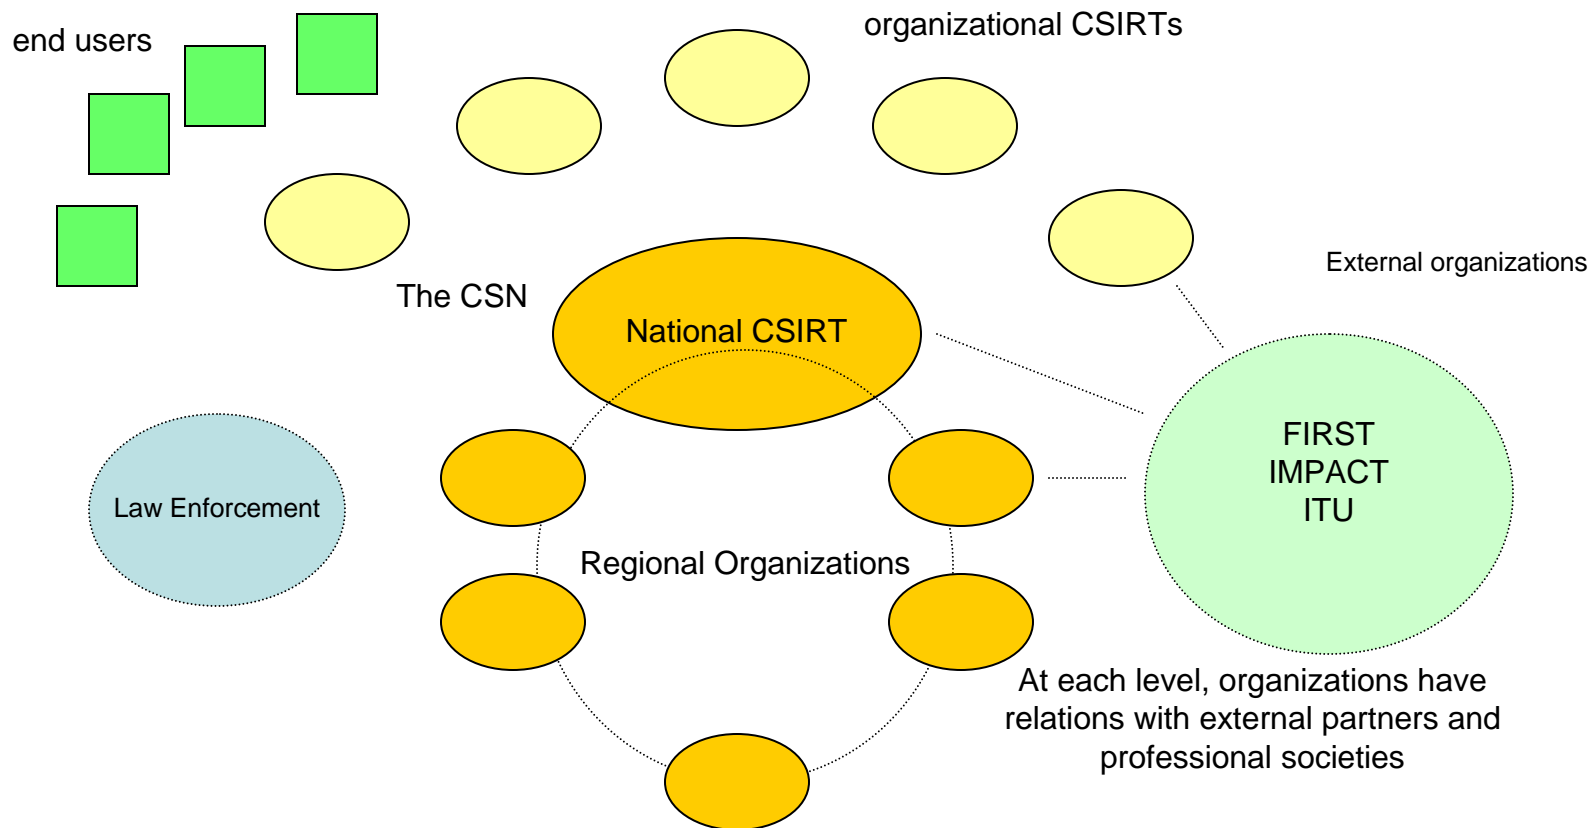 end users
organizational CSIRTs
External organizations
The CSN
National CSIRT
FIRST
IMPACT
ITU
Law Enforcement
Regional Organizations
At each level, organizations have
relations with external partners and
professional societies